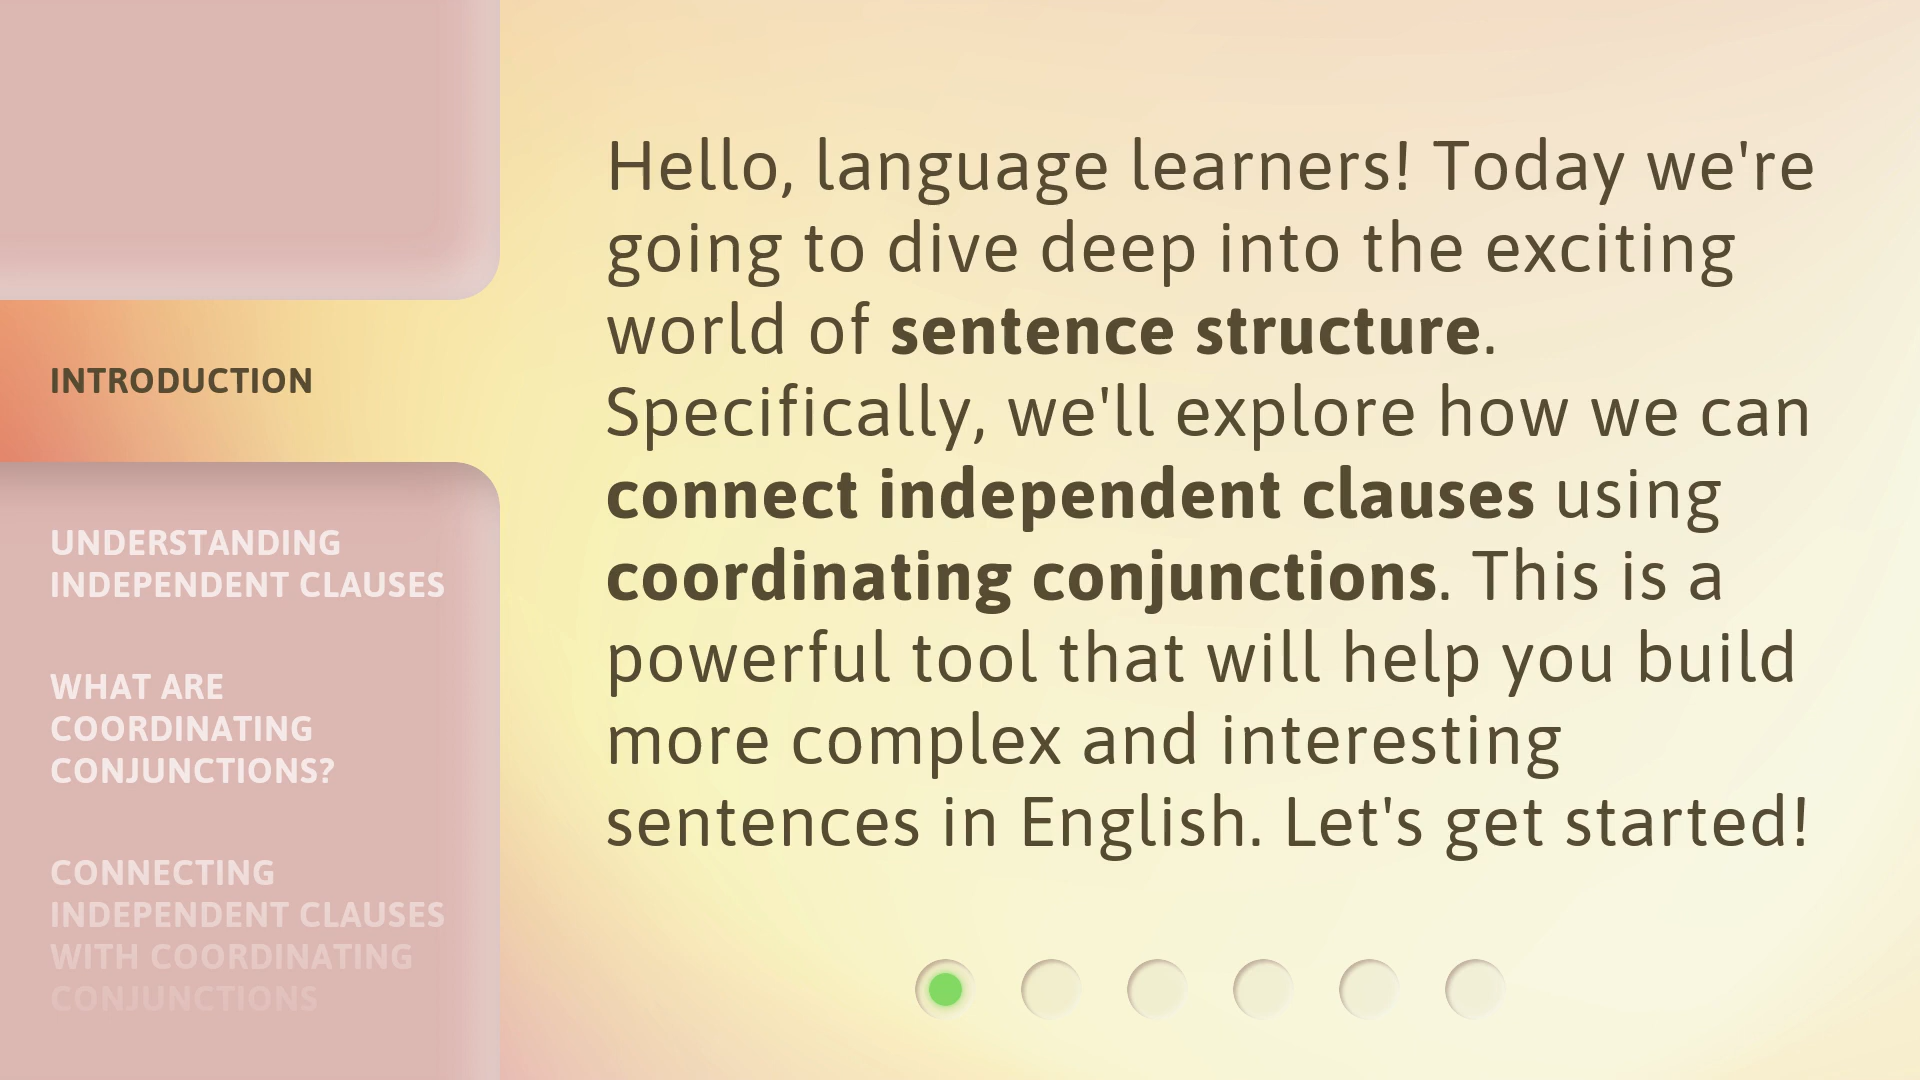 INTRODUCTION
UNDERSTANDING
INDEPENDENT CLAUSES
WHAT ARE
COORDINATING
CONJUNCTIONS?
CONNECTING
INDEPENDENT CLAUSES
WITH COORDINATING
CONJUNCTIONS
Hello, language learners! Today we're
going to dive deep into the exciting
world of sentence structure.
Specifically, we'll explore how we can
connect independent clauses using
coordinating conjunctions. This is a
powerful tool that will help you build
more complex and interesting
sentences in English. Let's get started!